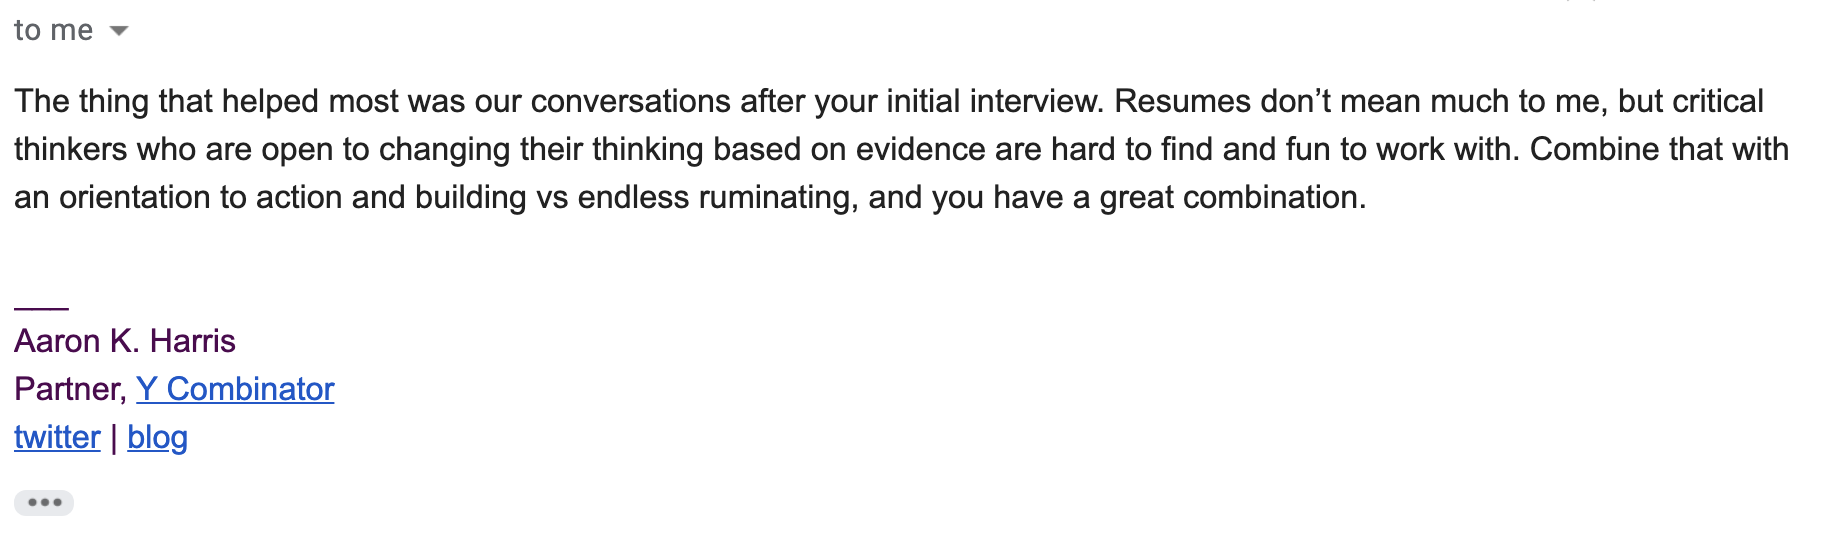 to me
The thing that helped most was our conversations after your initial interview. Resumes don’t mean much to me, but critical
thinkers who are open to changing their thinking based on evidence are hard to find and fun to work with. Combine that with
an orientation to action and building vs endless ruminating, and you have a great combination.
___
Aaron K. Harris
Partner, Y Combinator
twitter | blog